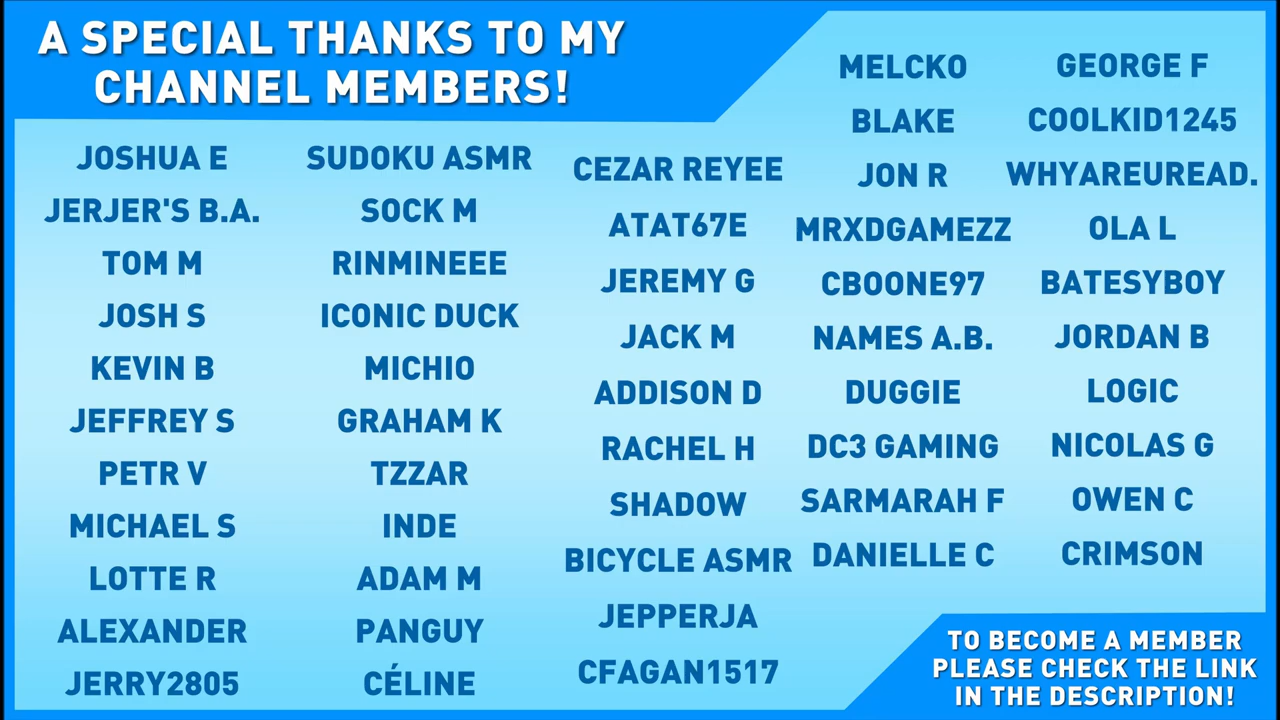 A SPECIAL THANKS TO MY
CHANNEL MEMBERS!
JOSHUA E
JERJER'S B.A.
TOM M
JOSH S
KEVIN B
JEFFREY S
PETR V
MICHAEL S
LOTTE R
ALEXANDER
JERRY2805
SUDOKU ASMR
SOCK M
RINMINEEE
ICONIC DUCK
MICHIO
GRAHAM K
TZZAR
INDE
ADAM M
PANGUY
CÉLINE
CEZAR REYEE
ATAT67E
JEREMY G
JACK M
ADDISON D
RACHEL H
SHADOW
BICYCLE ASMR
JEPPERJA
CFAGAN1517
MELCKO
BLAKE
JON R
MRXDGAMEZZ
CBOONE97
NAMES A.B.
DUGGIE
DC3 GAMING
SARMARAH F
DANIELLE C
GEORGE F
COOLKID1245
WHYAREUREAD.
OLA L
BATESYBOY
JORDAN B
LOGIC
NICOLAS G
OWEN C
CRIMSON
TO BECOME A MEMBER
PLEASE CHECK THE LINK
IN THE DESCRIPTION!